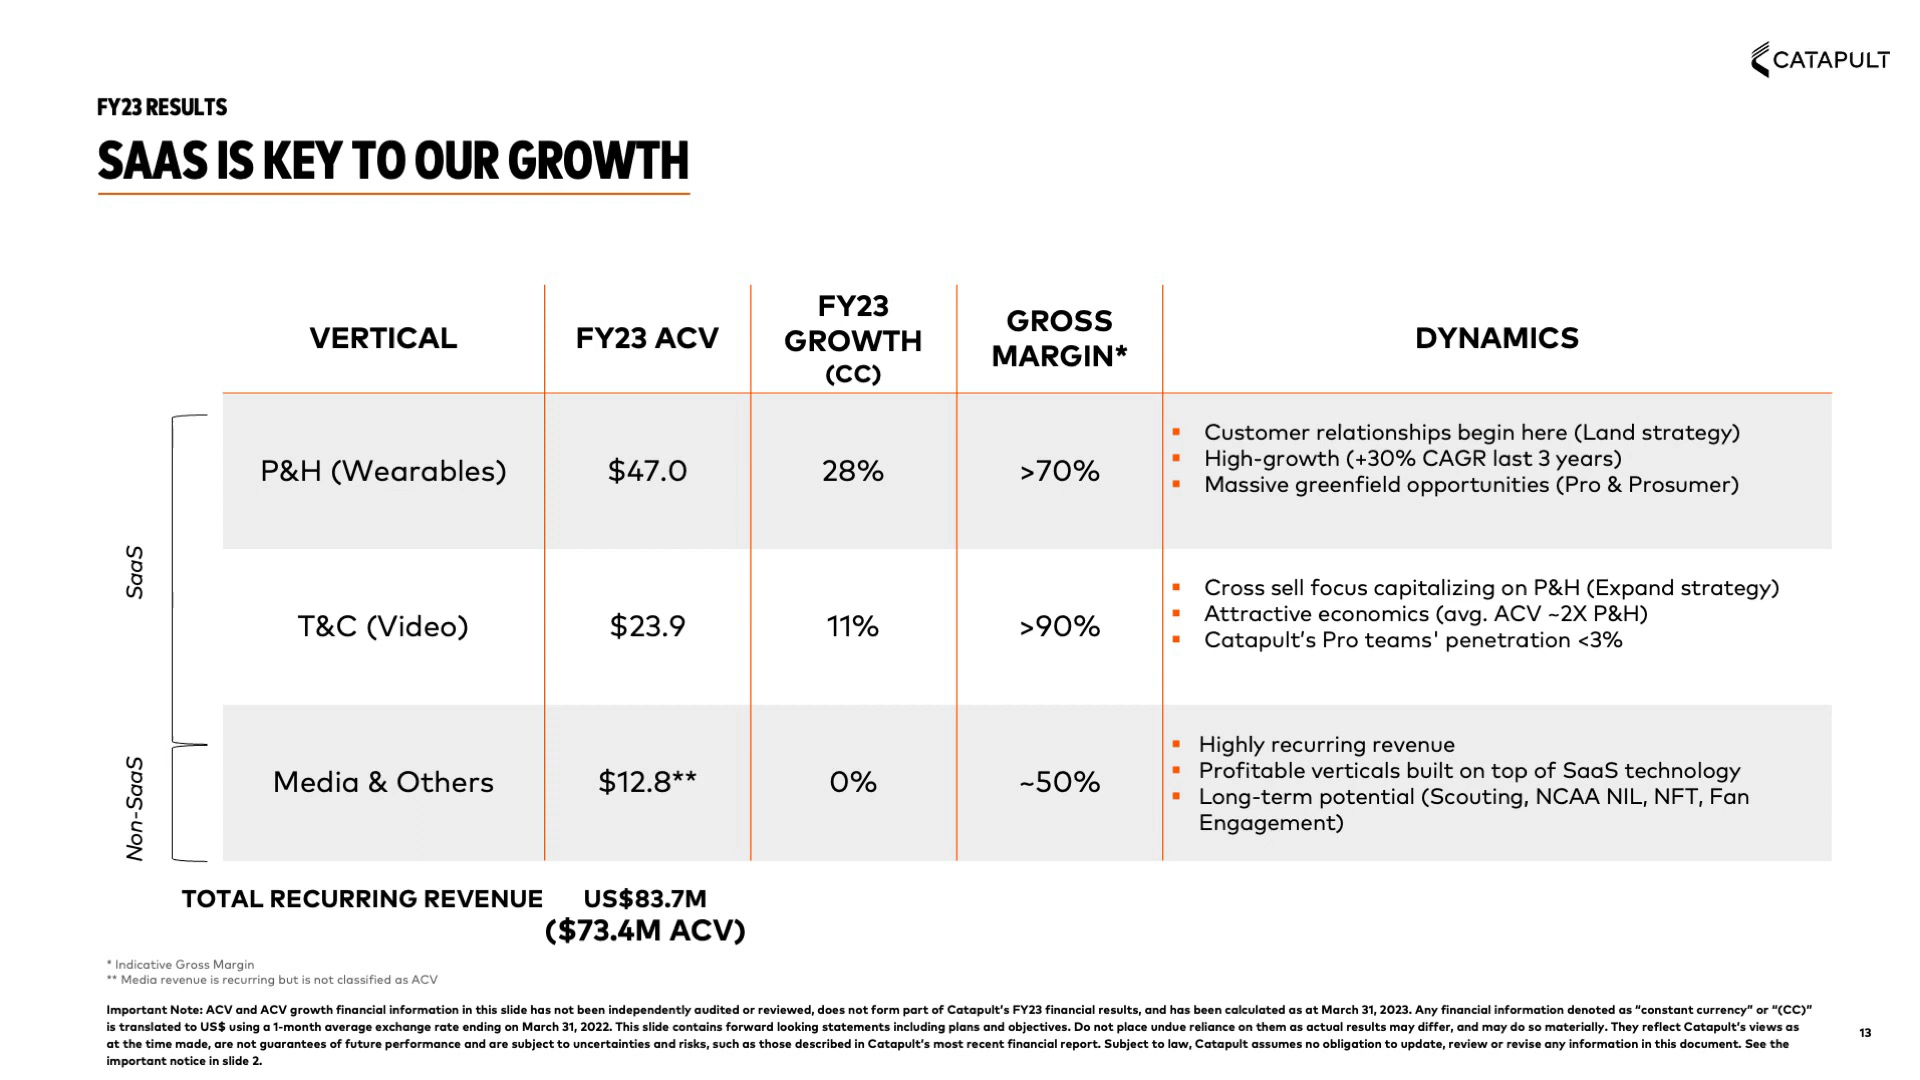 CATAPULT
FY23 RESULTS
SAAS IS KEY TO OUR GROWTH
VERTICAL
FY23 ACV
FY23
GROWTH
(CC)
GROSS
MARGIN*
DYNAMICS
SaaS
P&H (Wearables)
$47.0
28%
>70%
▪ Customer relationships begin here (Land strategy)
▪ High-growth (+30% CAGR last 3 years)
▪ Massive greenfield opportunities (Pro & Prosumer)
T&C (Video)
$23.9
11%
>90%
▪ Cross sell focus capitalizing on P&H (Expand strategy)
▪ Attractive economics (avg. ACV ~2X P&H)
▪ Catapult’s Pro teams' penetration <3%
Non-SaaS
Media & Others
$12.8**
0%
~50%
▪ Highly recurring revenue
▪ Profitable verticals built on top of SaaS technology
▪ Long-term potential (Scouting, NCAA NIL, NFT, Fan
Engagement)
TOTAL RECURRING REVENUE
US$83.7M
($73.4M ACV)
* Indicative Gross Margin
** Media revenue is recurring but is not classified as ACV
Important Note: ACV and ACV growth financial information in this slide has not been independently audited or reviewed, does not form part of Catapult’s FY23 financial results, and has been calculated as at March 31, 2023. Any financial information denoted as “constant currency” or “(CC)”
is translated to US$ using a 1-month average exchange rate ending on March 31, 2022. This slide contains forward looking statements including plans and objectives. Do not place undue reliance on them as actual results may differ, and may do so materially. They reflect Catapult’s views as
at the time made, are not guarantees of future performance and are subject to uncertainties and risks, such as those described in Catapult’s most recent financial report. Subject to law, Catapult assumes no obligation to update, review or revise any information in this document. See the
important notice in slide 2.
13